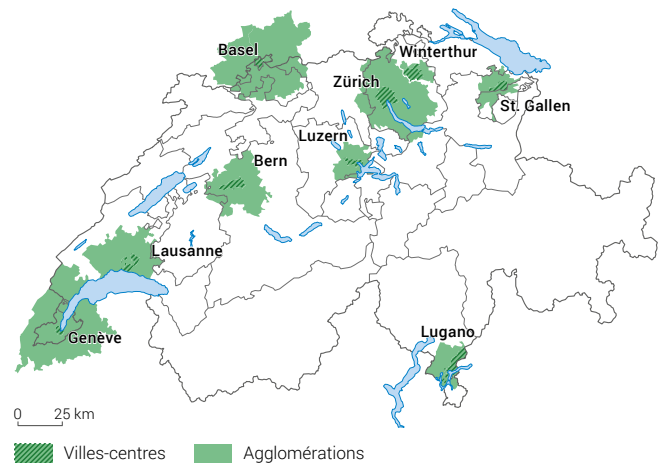 Basel
Winterthur
Zürich
St. Gallen
Luzern
Bern
Lausanne
Genève
Lugano
0 25 km
Villes-centres Agglomérations